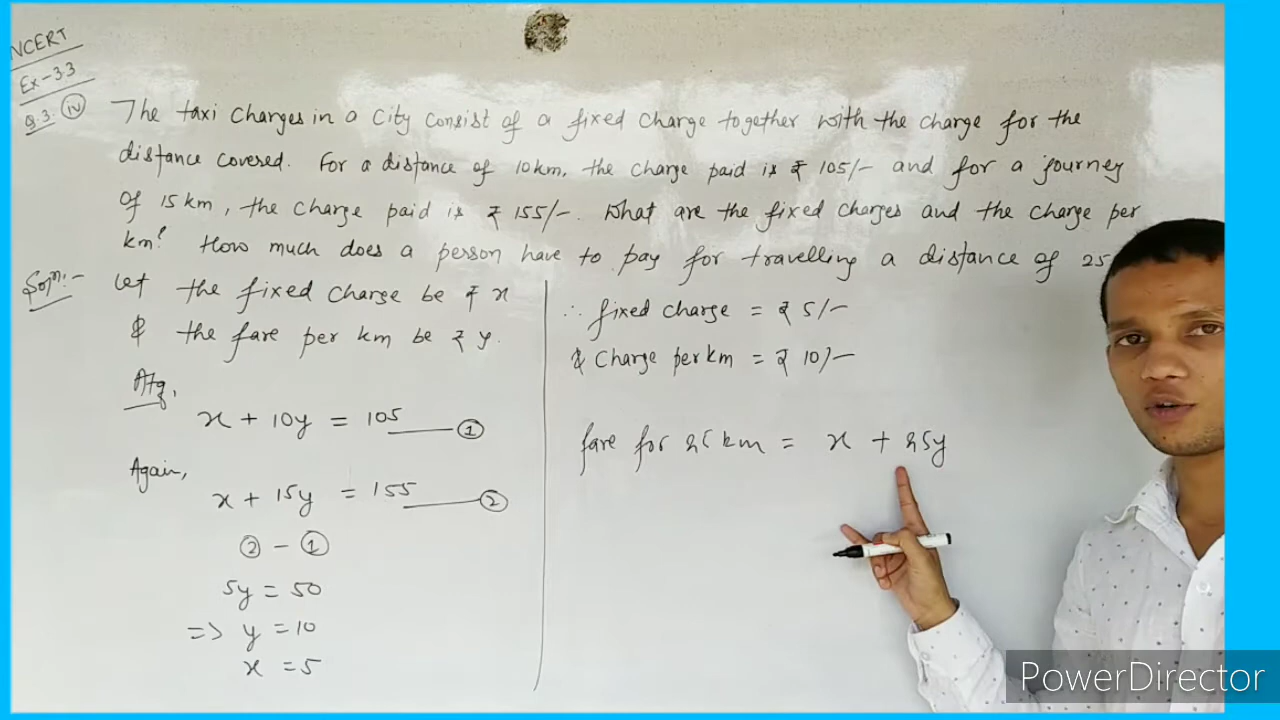 NCERT
Ex-3.3
Q.3. (iv)
The taxi charges in a city consist of a fixed charge together with the charge for the
distance covered. For a distance of 10 km, the charge paid is ₹ 105/- and for a journey
of 15 km, the charge paid is ₹ 155/-. What are the fixed charges and the charge per
km? How much does a person have to pay for travelling a distance of 25
Soln:- Let the fixed charge be ₹ x
& the fare per km be ₹ y.
Atq,
x + 10y = 105 ①
Again,
x + 15y = 155 ②
② - ①
5y = 50
=> y = 10
x = 5
∴ fixed charge = ₹ 5/-
& Charge per km = ₹ 10/-
fare for 25 km = x + 25y
PowerDirector